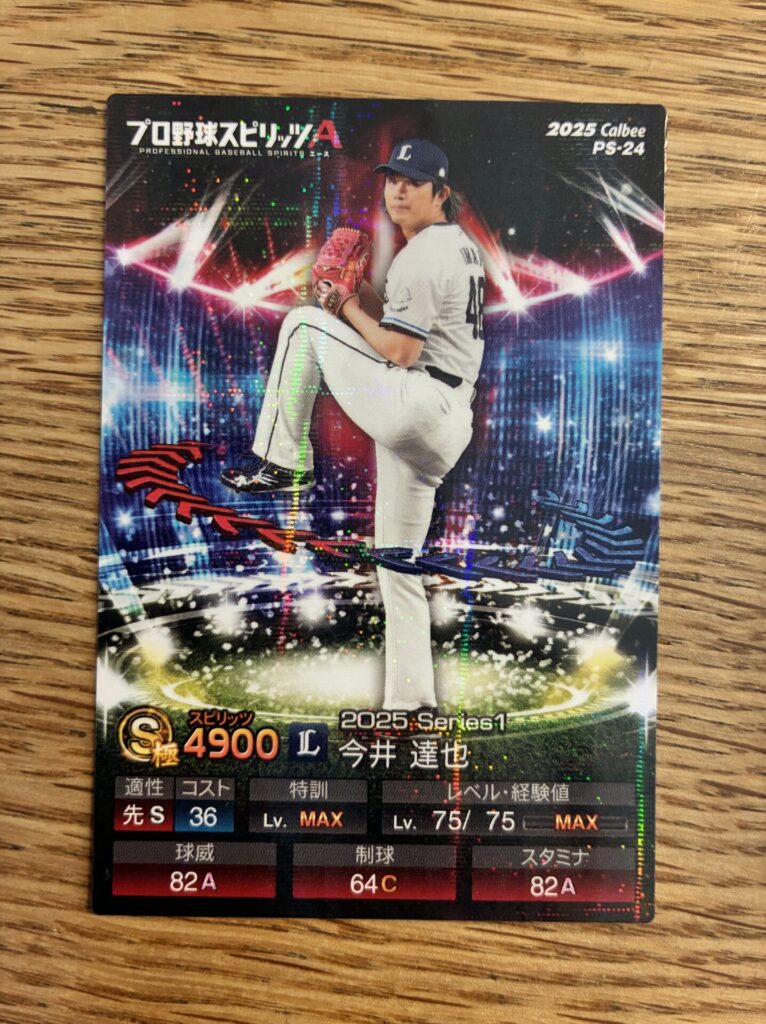 プロ野球スピリッツA
PROFESSIONAL BASEBALL SPIRITS エース
2025 Calbee
PS-24
L
IMA
48
S極
スピリッツ
4900
L
2025 Series1
今井 達也
適性 コスト 特訓 レベル・経験値
先 S 36 Lv. MAX Lv. 75/ 75 MAX
球威 制球 スタミナ
82 A 64 C 82 A